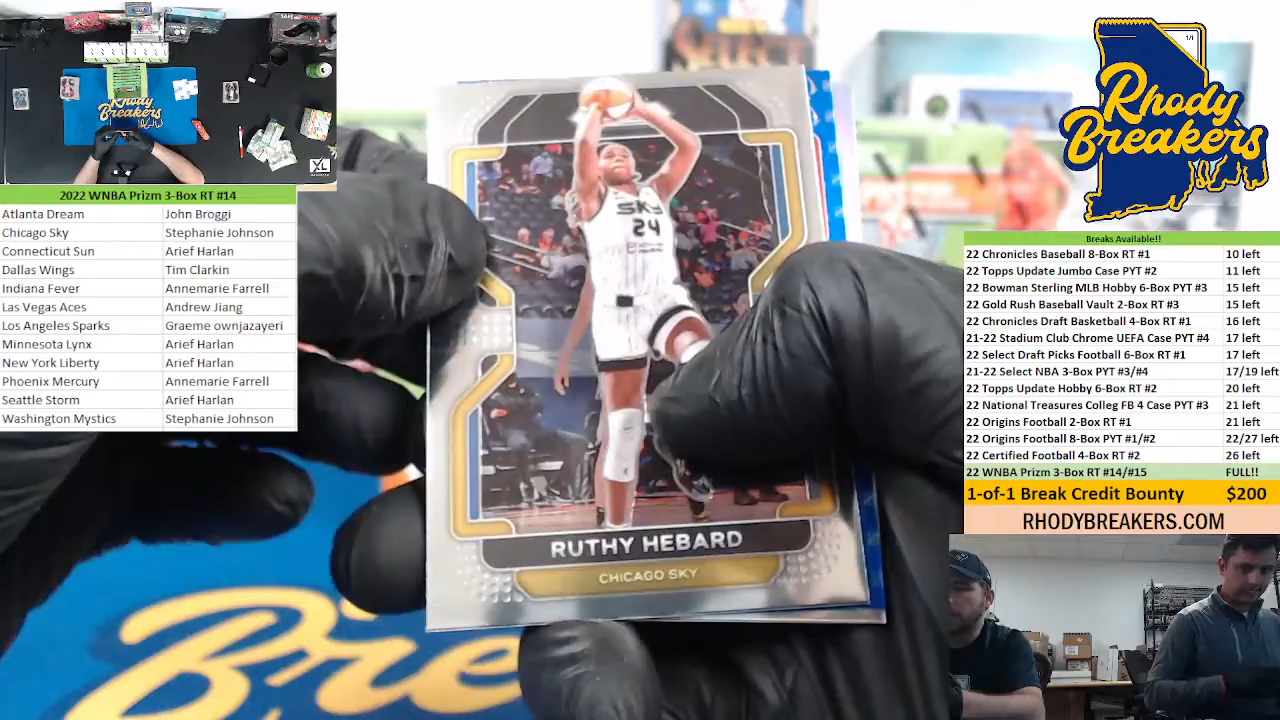 2022 WNBA Prizm 3-Box RT #14
Atlanta Dream John Broggi
Chicago Sky Stephanie Johnson
Connecticut Sun Arief Harlan
Dallas Wings Tim Clarkin
Indiana Fever Annemarie Farrell
Las Vegas Aces Andrew Jiang
Los Angeles Sparks Graeme ownjazayeri
Minnesota Lynx Arief Harlan
New York Liberty Arief Harlan
Phoenix Mercury Annemarie Farrell
Seattle Storm Arief Harlan
Washington Mystics Stephanie Johnson
Rhody
Breakers
XL
SKY
24
RUTHY HEBARD
CHICAGO SKY
Bre
1/1
Rhody
Breakers
Breaks Available!!
22 Chronicles Baseball 8-Box RT #1 10 left
22 Topps Update Jumbo Case PYT #2 11 left
22 Bowman Sterling MLB Hobby 6-Box PYT #3 15 left
22 Gold Rush Baseball Vault 2-Box RT #3 15 left
22 Chronicles Draft Basketball 4-Box RT #1 16 left
21-22 Stadium Club Chrome UEFA Case PYT #4 17 left
22 Select Draft Picks Football 6-Box RT #1 17 left
21-22 Select NBA 3-Box PYT #3/#4 17/19 left
22 Topps Update Hobby 6-Box RT #2 20 left
22 National Treasures Colleg FB 4 Case PYT #3 21 left
22 Origins Football 2-Box RT #1 21 left
22 Origins Football 8-Box PYT #1/#2 22/27 left
22 Certified Football 4-Box RT #2 26 left
22 WNBA Prizm 3-Box RT #14/#15 FULL!!
1-of-1 Break Credit Bounty $200
RHODYBREAKERS.COM